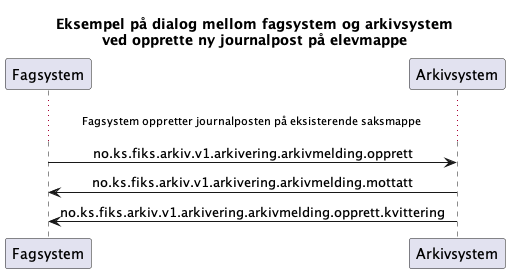 Eksempel på dialog mellom fagsystem og arkivsystem
ved opprette ny journalpost på elevmappe
Fagsystem
Arkivsystem
Fagsystem oppretter journalposten på eksisterende saksmappe
no.ks.fiks.arkiv.v1.arkivering.arkivmelding.opprett
no.ks.fiks.arkiv.v1.arkivering.arkivmelding.mottatt
no.ks.fiks.arkiv.v1.arkivering.arkivmelding.opprett.kvittering
Fagsystem
Arkivsystem